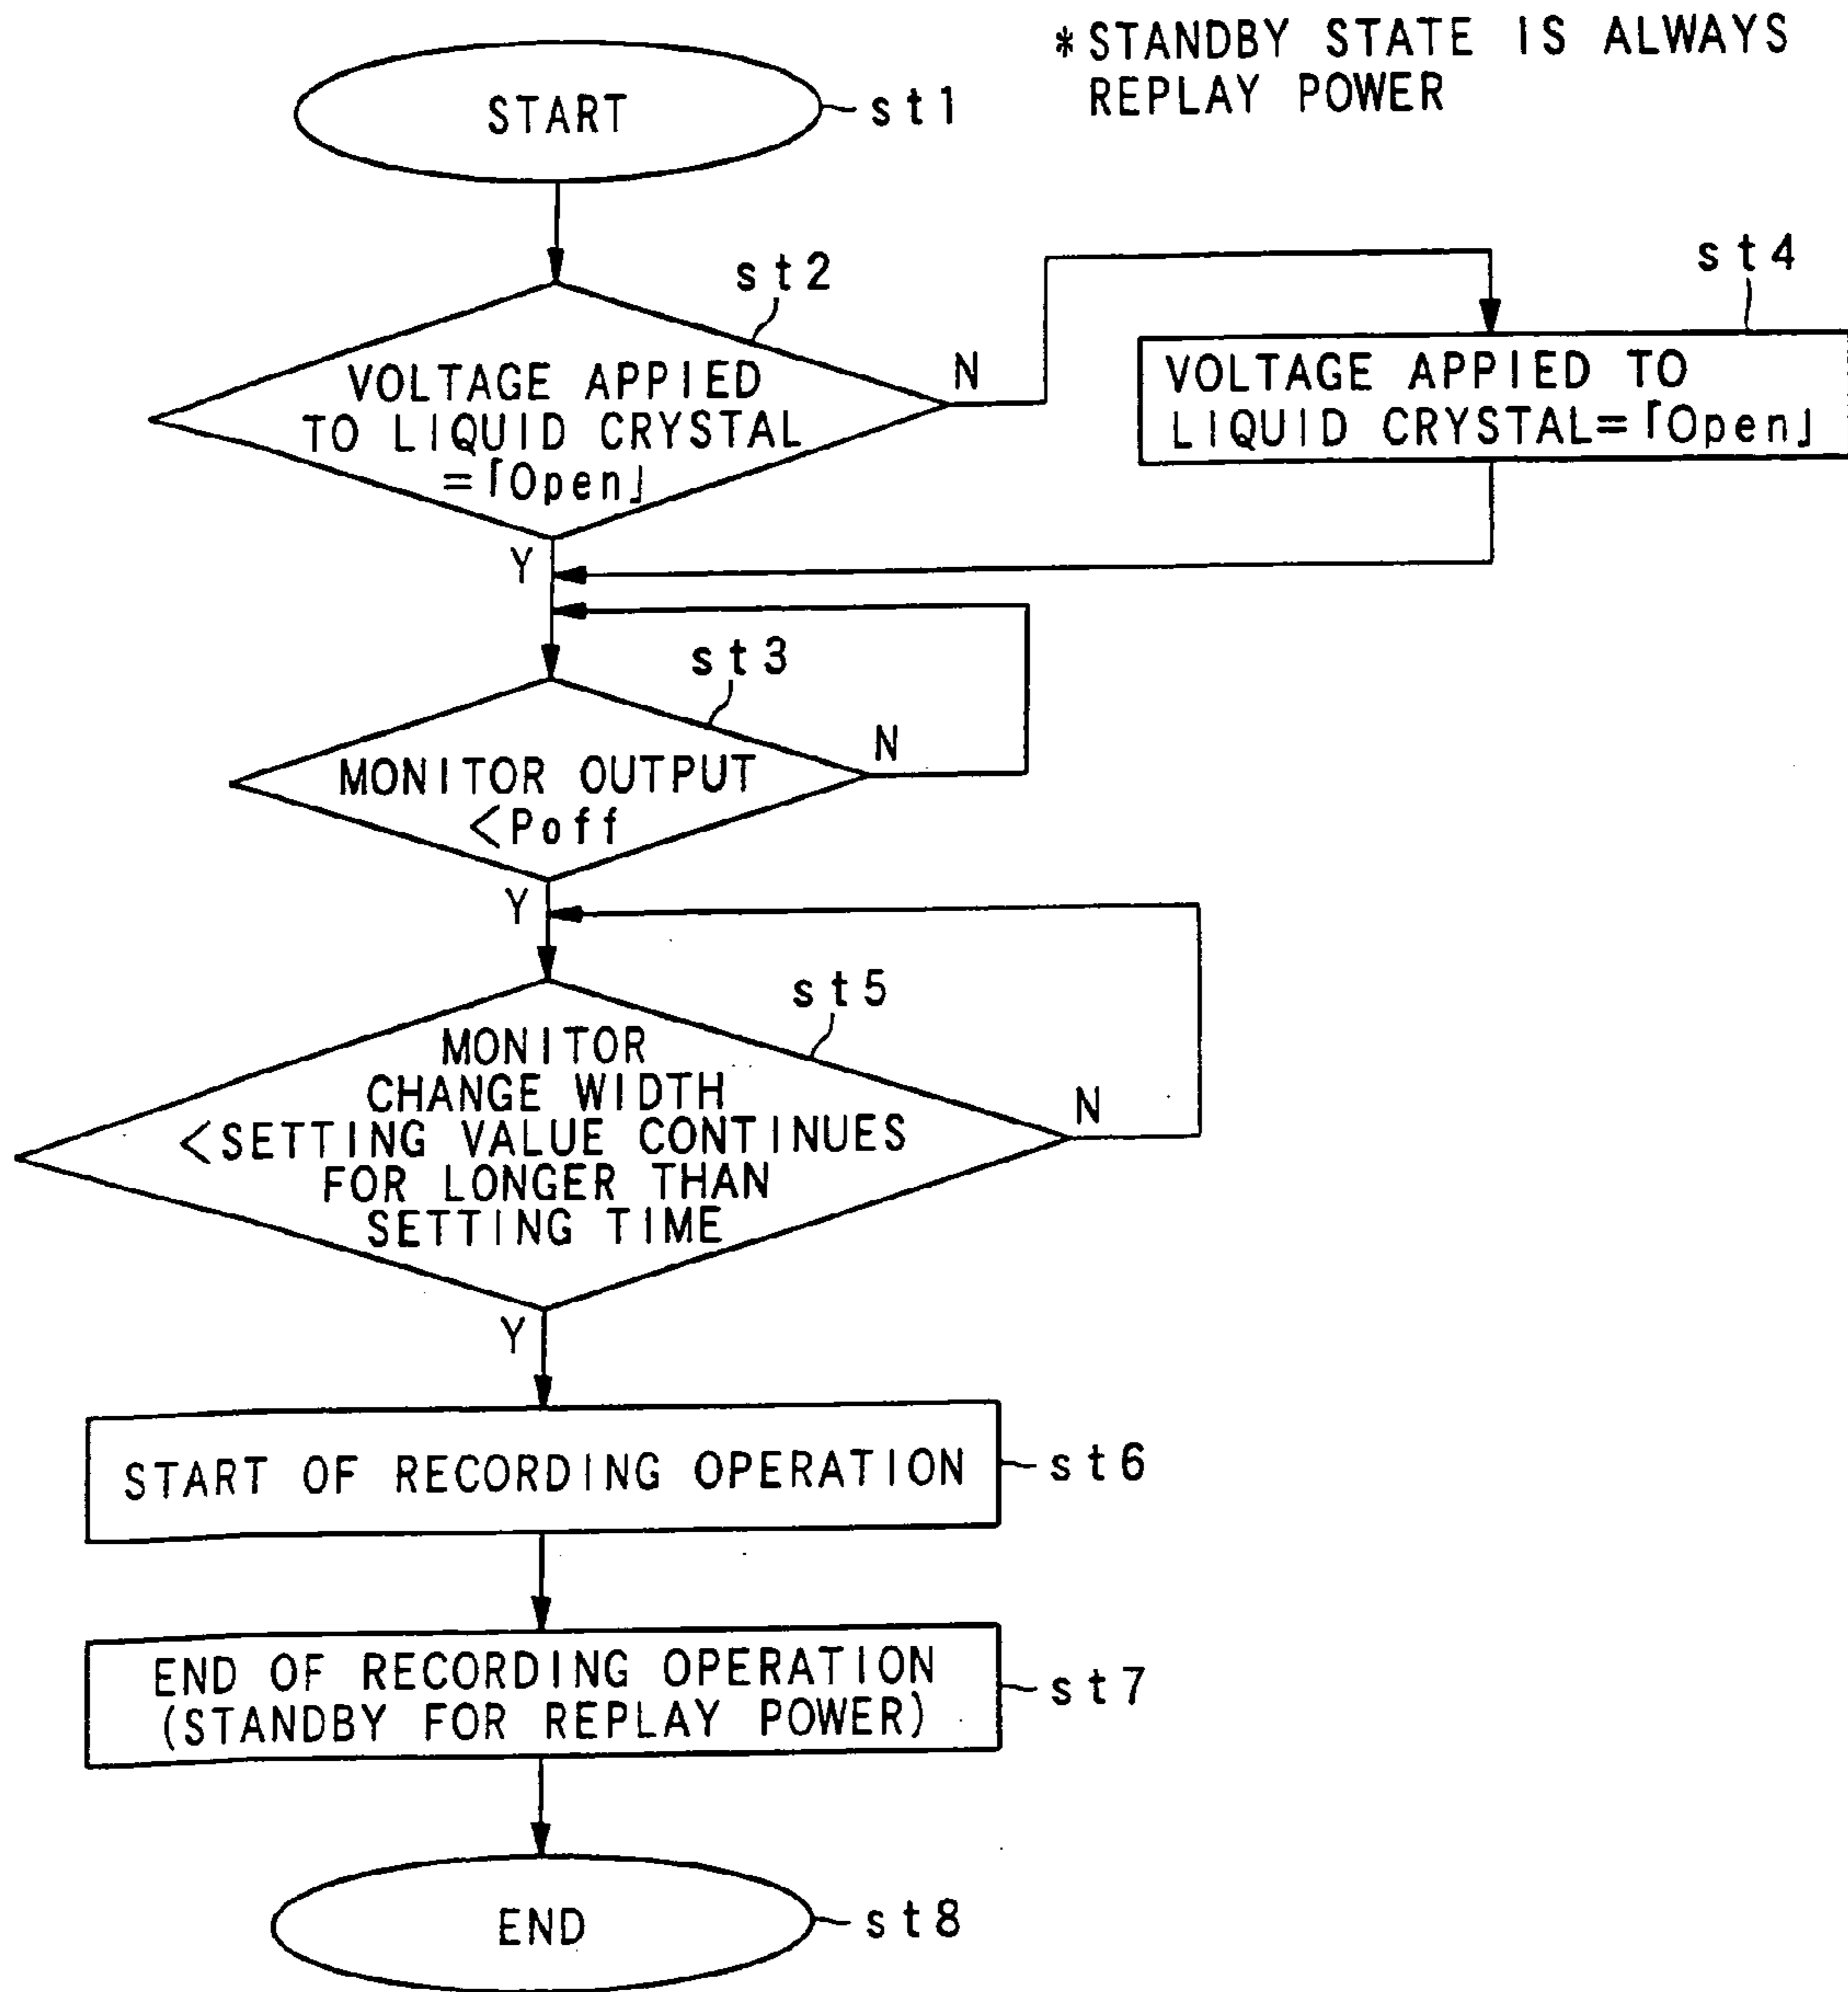 *STANDBY STATE IS ALWAYS
REPLAY POWER
START
st1
st2
VOLTAGE APPIED
TO LIQUID CRYSTAL
=「Open」
N
Y
st4
VOLTAGE APPIED TO
LIQUID CRYSTAL=「Open」
st3
MONITOR OUTPUT
<Poff
N
Y
st5
MONITOR
CHANGE WIDTH
<SETTING VALUE CONTINUES
FOR LONGER THAN
SETTING TIME
N
Y
START OF RECORDING OPERATION
st6
END OF RECORDING OPERATION
(STANDBY FOR REPLAY POWER)
st7
END
st8